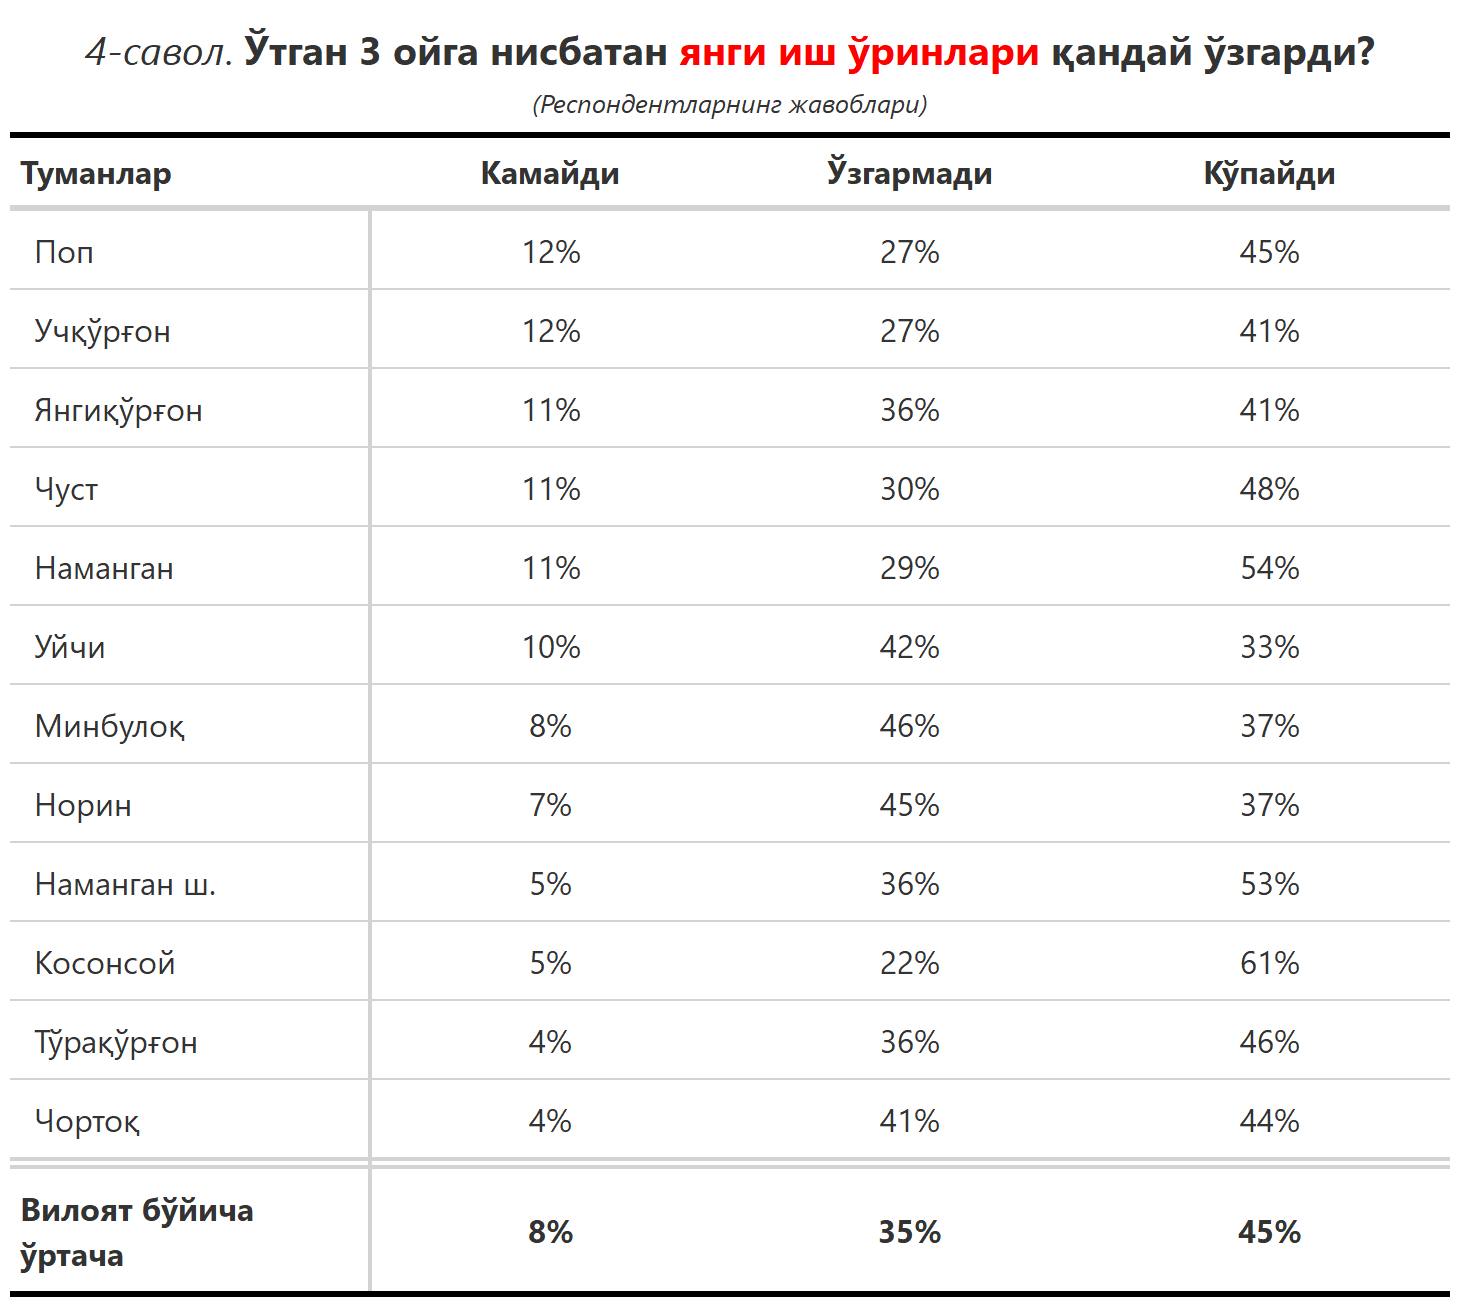 4-савол. Ўтган 3 ойга нисбатан янги иш ўринлари қандай ўзгарди?
(Респондентларнинг жавоблари)
Туманлар Камайди Ўзгармади Кўпайди
Поп 12% 27% 45%
Учқўрғон 12% 27% 41%
Янгиқўрғон 11% 36% 41%
Чуст 11% 30% 48%
Наманган 11% 29% 54%
Уйчи 10% 42% 33%
Минбулоқ 8% 46% 37%
Норин 7% 45% 37%
Наманган ш. 5% 36% 53%
Косонсой 5% 22% 61%
Тўрақўрғон 4% 36% 46%
Чортоқ 4% 41% 44%
Вилоят бўйича
ўртача 8% 35% 45%